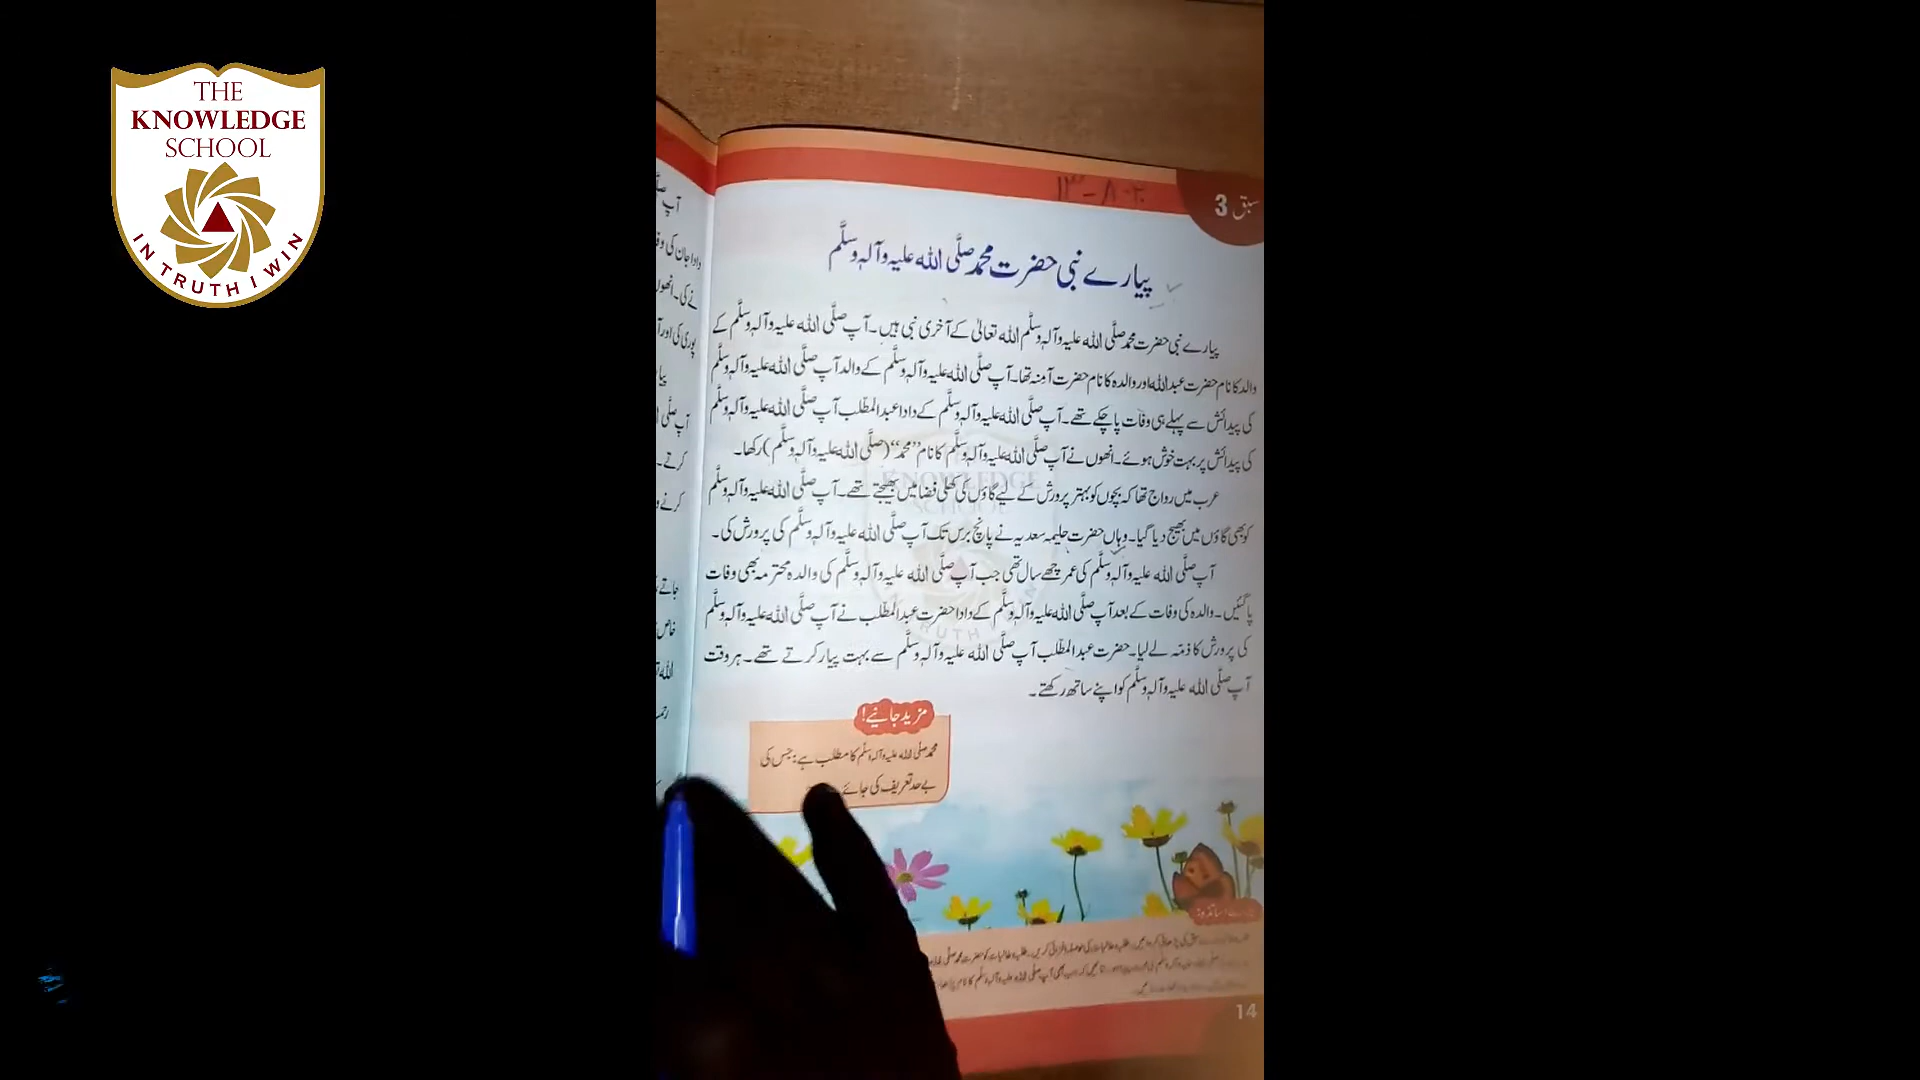 THE
KNOWLEDGE
SCHOOL
IN TRUTH I WIN
سبق 3
پیارے نبی حضرت محمد صلَّی اللہ علیہ وآلہٖ وسلَّم
پیارے نبی حضرت محمد صلَّی اللہ علیہ وآلہٖ وسلَّم اللہ تعالیٰ کے آخری نبی ہیں۔ آپ صلَّی اللہ علیہ وآلہٖ وسلَّم کے
والد کا نام حضرت عبداللہ اور والدہ کا نام حضرت آمنہ تھا۔ آپ صلَّی اللہ علیہ وآلہٖ وسلَّم کے والد آپ صلَّی اللہ علیہ وآلہٖ وسلَّم
کی پیدائش سے پہلے ہی وفات پا چکے تھے۔ آپ صلَّی اللہ علیہ وآلہٖ وسلَّم کے دادا عبدالمطّلب آپ صلَّی اللہ علیہ وآلہٖ وسلَّم
کی پیدائش پر بہت خوش ہوئے۔ انھوں نے آپ صلَّی اللہ علیہ وآلہٖ وسلَّم کا نام ”محمد“ (صلَّی اللہ علیہ وآلہٖ وسلَّم) رکھا۔
عرب میں رواج تھا کہ بچوں کو بہتر پرورش کے لیے گاؤں کی کھلی فضا میں بھیجتے تھے۔ آپ صلَّی اللہ علیہ وآلہٖ وسلَّم
کو بھی گاؤں میں بھیج دیا گیا۔ وہاں حضرت حلیمہ سعدیہ نے پانچ برس تک آپ صلَّی اللہ علیہ وآلہٖ وسلَّم کی پرورش کی۔
آپ صلَّی اللہ علیہ وآلہٖ وسلَّم کی عمر چھے سال تھی جب آپ صلَّی اللہ علیہ وآلہٖ وسلَّم کی والدہ محترمہ بھی وفات
پا گئیں۔ والدہ کی وفات کے بعد آپ صلَّی اللہ علیہ وآلہٖ وسلَّم کے دادا حضرت عبدالمطّلب نے آپ صلَّی اللہ علیہ وآلہٖ وسلَّم
کی پرورش کا ذمّہ لے لیا۔ حضرت عبدالمطّلب آپ صلَّی اللہ علیہ وآلہٖ وسلَّم سے بہت پیار کرتے تھے۔ ہر وقت
آپ صلَّی اللہ علیہ وآلہٖ وسلَّم کو اپنے ساتھ رکھتے۔
مزید جانیے!
محمد صلَّی اللہ علیہ وآلہٖ وسلَّم کا مطلب ہے: جس کی
بے حد تعریف کی جائے
14